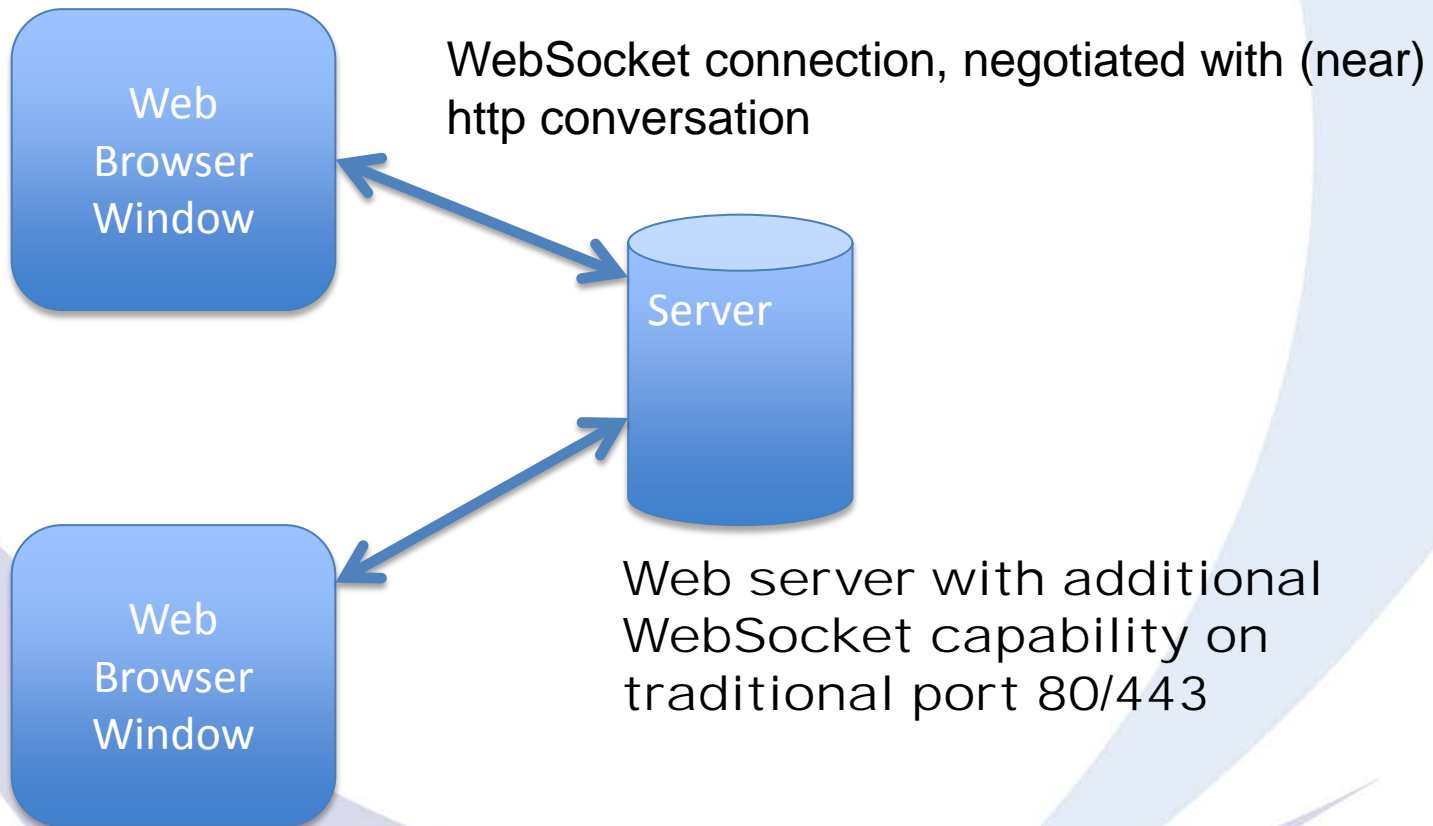 Web
Browser
Window
WebSocket connection, negotiated with (near)
http conversation
Server
Web
Browser
Window
Web server with additional
WebSocket capability on
traditional port 80/443